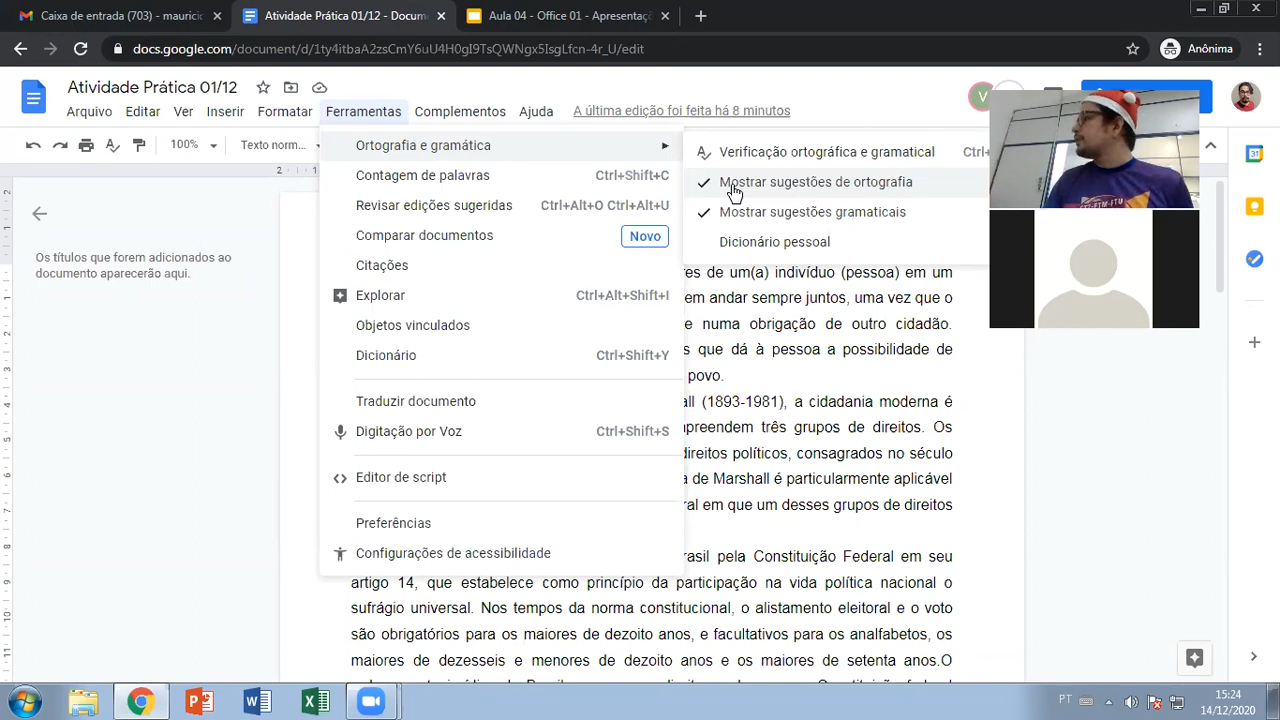 Caixa de entrada (703) - maurici
Atividade Prática 01/12 - Docum
Aula 04 - Office 01 - Apresentaç
docs.google.com/document/d/1ty4itbaA2zsCmY6uU4H0gI9TsQWNgx5IsgLfcn-4r_U/edit
Anônima
Atividade Prática 01/12
V
Arquivo Editar Ver Inserir Formatar Ferramentas Complementos Ajuda A última edição foi feita há 8 minutos
100% Texto norm...
Ortografia e gramática
Contagem de palavras Ctrl+Shift+C
Revisar edições sugeridas Ctrl+Alt+O Ctrl+Alt+U
Comparar documentos Novo
Citações
Explorar Ctrl+Alt+Shift+I
Objetos vinculados
Dicionário Ctrl+Shift+Y
Traduzir documento
Digitação por Voz Ctrl+Shift+S
Editor de script
Preferências
Configurações de acessibilidade
Verificação ortográfica e gramatical Ctrl+
Mostrar sugestões de ortografia
Mostrar sugestões gramaticais
Dicionário pessoal
Os títulos que forem adicionados ao
documento aparecerão aqui.
res de um(a) indivíduo (pessoa) em um
em andar sempre juntos, uma vez que o
e numa obrigação de outro cidadão.
s que dá à pessoa a possibilidade de
povo.
all (1893-1981), a cidadania moderna é
preendem três grupos de direitos. Os
direitos políticos, consagrados no século
a de Marshall é particularmente aplicável
ral em que um desses grupos de direitos
rasil pela Constituição Federal em seu
artigo 14, que estabelece como princípio da participação na vida política nacional o
sufrágio universal. Nos tempos da norma constitucional, o alistamento eleitoral e o voto
são obrigatórios para os maiores de dezoito anos, e facultativos para os analfabetos, os
maiores de dezesseis e menores de dezoito anos e os maiores de setenta anos.O
PT
15:24
14/12/2020